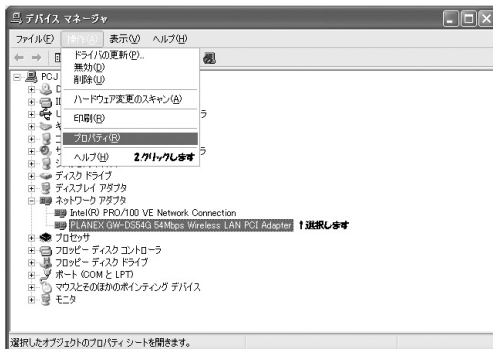 デバイス マネージャ
ファイル(F) 操作(A) 表示(V) ヘルプ(H)
ドライバの更新(P)...
無効(D)
削除(U)
ハードウェア変更のスキャン(A)
印刷(R)
プロパティ(R)
ヘルプ(H) 2.クリックします
PCJ
ディスク ドライブ
ディスプレイ アダプタ
ネットワーク アダプタ
Intel(R) PRO/100 VE Network Connection
PLANEX GW-DS54G 54Mbps Wireless LAN PCI Adapter 1選択します
プロセッサ
フロッピー ディスク コントローラ
フロッピー ディスク ドライブ
ポート (COM と LPT)
マウスとそのほかのポインティング デバイス
モニタ
選択したオブジェクトのプロパティ シートを開きます。